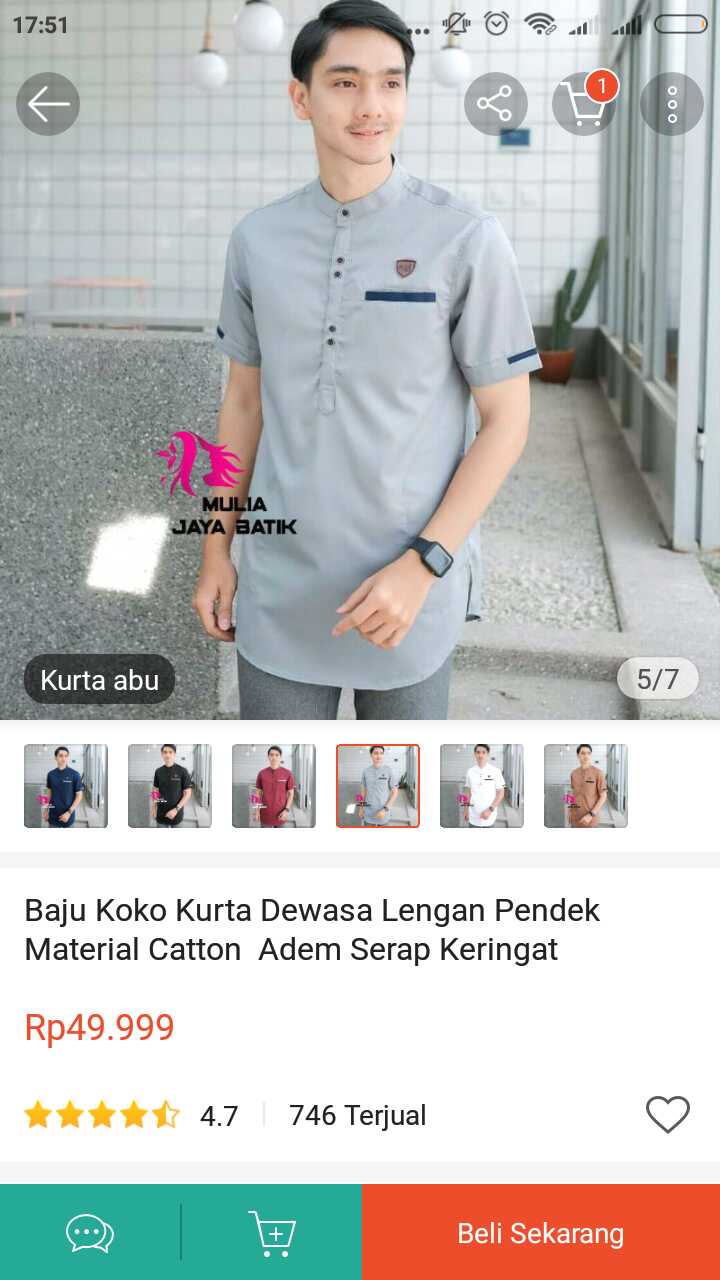 17:51
1
MULIA
JAYA BATIK
Kurta abu
5/7
Baju Koko Kurta Dewasa Lengan Pendek
Material Catton  Adem Serap Keringat
Rp49.999
4.7
746 Terjual
Beli Sekarang